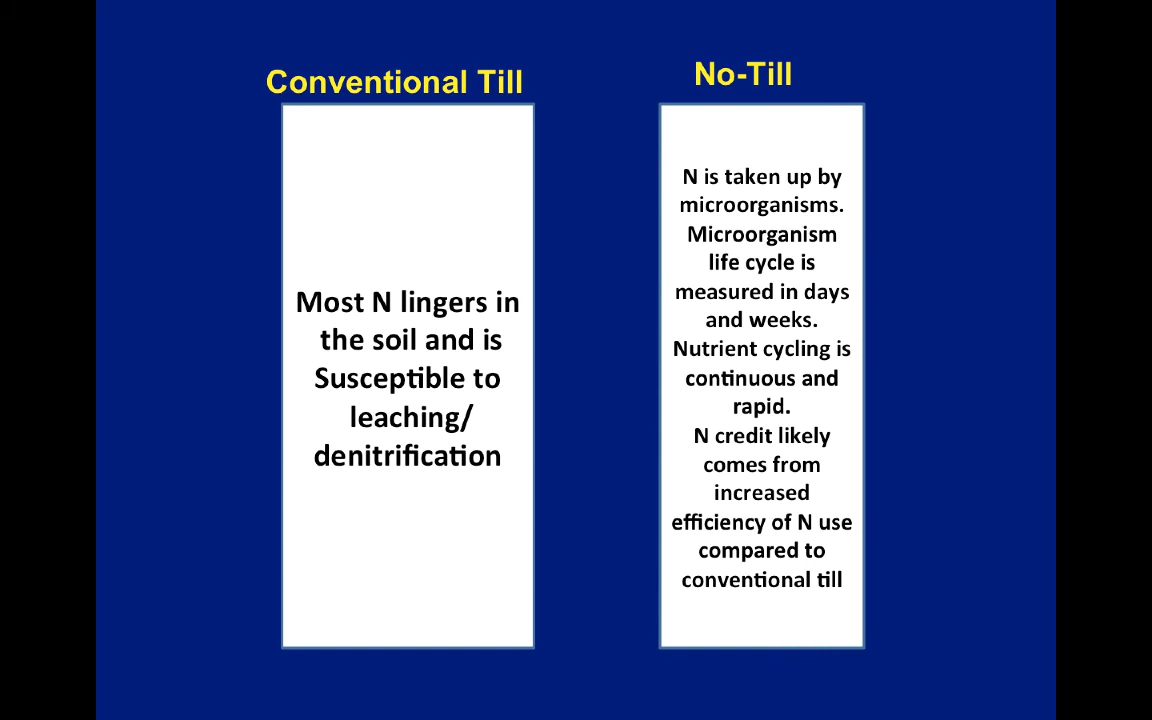 Conventional Till
Most N lingers in
the soil and is
Susceptible to
leaching/
denitrification
No-Till
N is taken up by
microorganisms.
Microorganism
life cycle is
measured in days
and weeks.
Nutrient cycling is
continuous and
rapid.
N credit likely
comes from
increased
efficiency of N use
compared to
conventional till